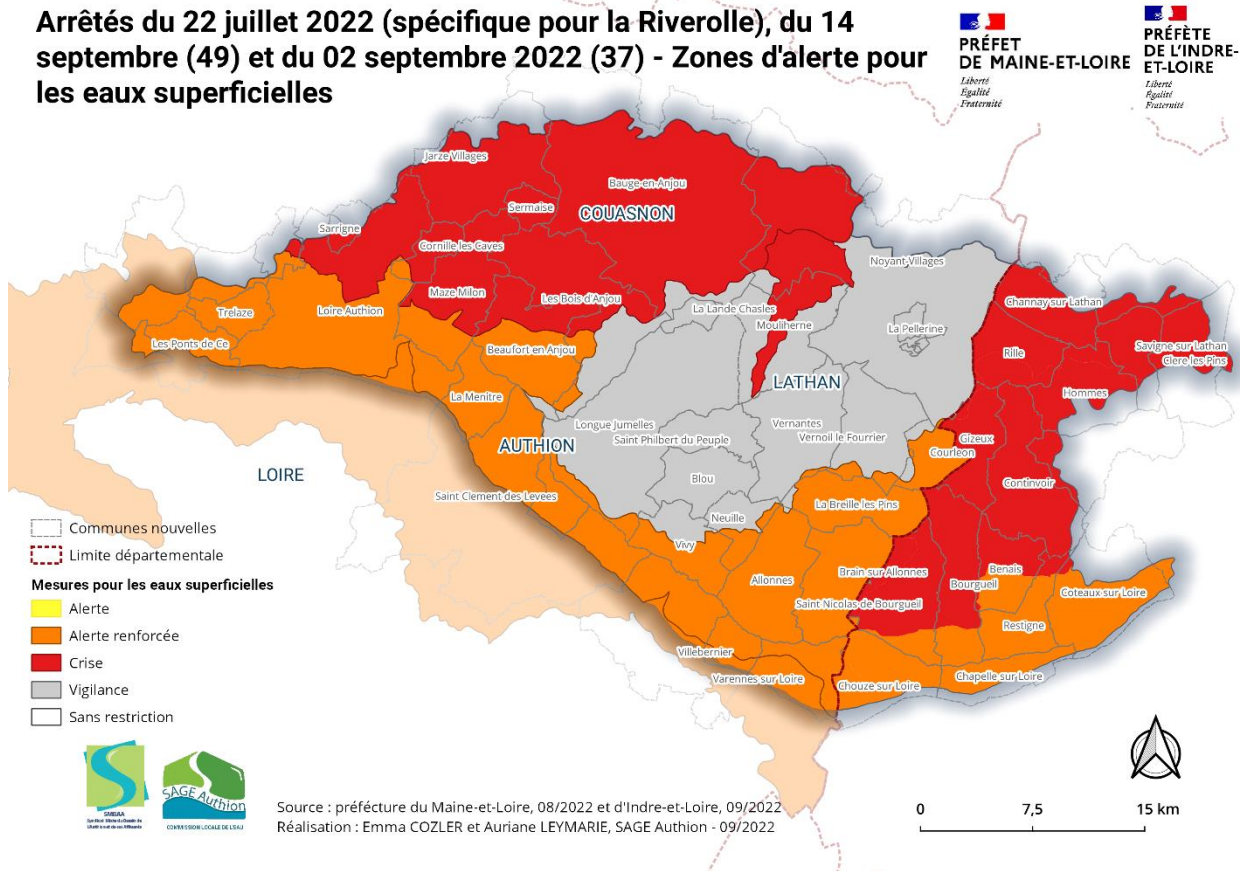 Arrêtés du 22 juillet 2022 (spécifique pour la Riverolle), du 14
septembre (49) et du 02 septembre 2022 (37) - Zones d'alerte pour
les eaux superficielles
PRÉFET
DE MAINE-ET-LOIRE
Liberté
Égalité
Fraternité
PRÉFÈTE
DE L'INDRE-
ET-LOIRE
Liberté
Égalité
Fraternité
Jarze Villages
Bauge-en-Anjou
Sermaise
COUASNON
Sarrigne
Cornille-les-Caves
Noyant-Villages
Maze Milon
Les Bois d'Anjou
Channay sur Lathan
La Lande Chasles
Trelaze
Loire Authion
Mouliherne
La Pellerine
Les Ponts de Ce
Beaufort en Anjou
Rille
Savigne sur Lathan
Clere les Pins
LATHAN
Hommes
La Menitre
Longue Jumelles
Vernantes
Saint Philbert du Peuple
Vernoil le Fourrier
Gizeux
Courleon
AUTHION
LOIRE
Blou
Continvoir
Saint Clement des Levees
La Breille les Pins
Neuille
Vivy
Allonnes
Brain sur Allonnes
Benais
Bourgueil
Coteaux sur Loire
Saint Nicolas de Bourgueil
Restigne
Villebernier
Varennes sur Loire
Chouze sur Loire
Chapelle sur Loire
Communes nouvelles
Limite départementale
Mesures pour les eaux superficielles
Alerte
Alerte renforcée
Crise
Vigilance
Sans restriction
SMBAA
SAGE Authion
COMMISSION LOCALE DE L'EAU
Source : préfécture du Maine-et-Loire, 08/2022 et d'Indre-et-Loire, 09/2022
Réalisation : Emma COZLER et Auriane LEYMARIE, SAGE Authion - 09/2022
0 7,5 15 km